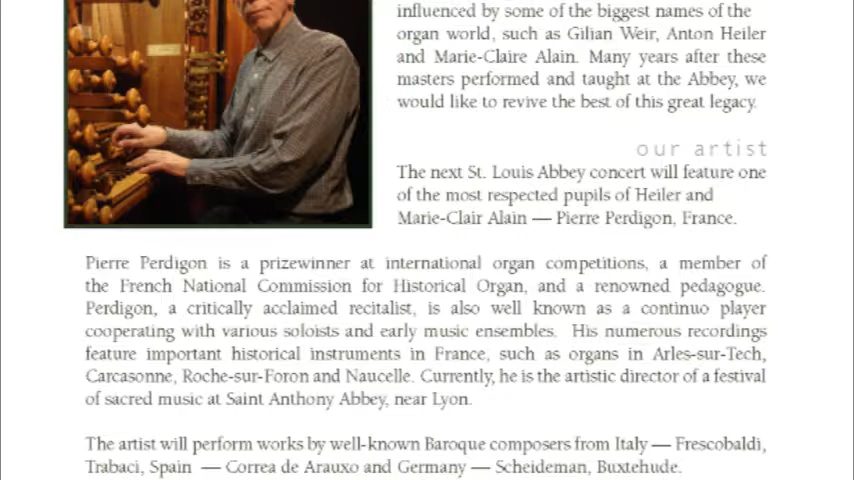 influenced by some of the biggest names of the
organ world, such as Gilian Weir, Anton Heiler
and Marie-Claire Alain. Many years after these
masters performed and taught at the Abbey, we
would like to revive the best of this great legacy.
our artist
The next St. Louis Abbey concert will feature one
of the most respected pupils of Heiler and
Marie-Clair Alain — Pierre Perdigon, France.
Pierre Perdigon is a prizewinner at international organ competitions, a member of
the French National Commission for Historical Organ, and a renowned pedagogue.
Perdigon, a critically acclaimed recitalist, is also well known as a continuo player
cooperating with various soloists and early music ensembles. His numerous recordings
feature important historical instruments in France, such as organs in Arles-sur-Tech,
Carcasonne, Roche-sur-Foron and Naucelle. Currently, he is the artistic director of a festival
of sacred music at Saint Anthony Abbey, near Lyon.
The artist will perform works by well-known Baroque composers from Italy — Frescobaldi,
Trabaci, Spain — Correa de Arauxo and Germany — Scheideman, Buxtehude.